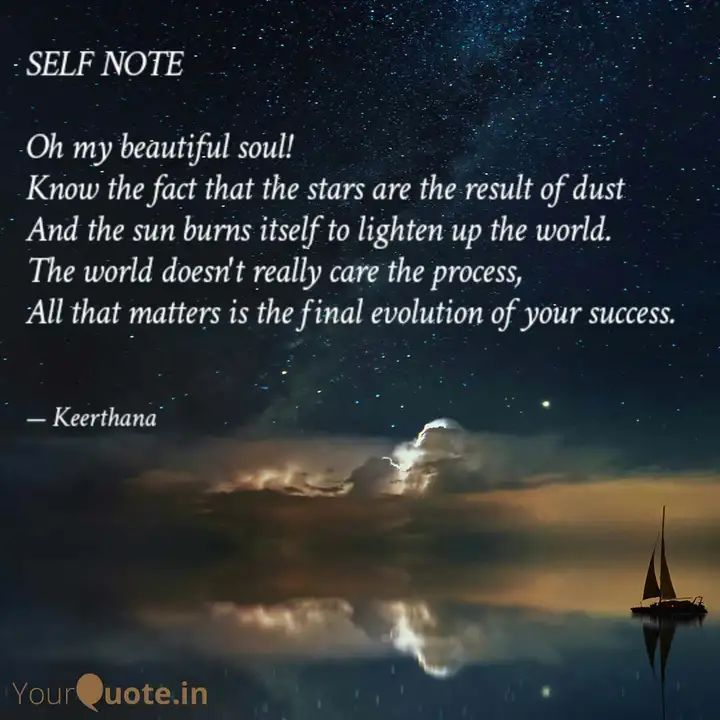 SELF NOTE
Oh my beautiful soul!
Know the fact that the stars are the result of dust
And the sun burns itself to lighten up the world.
The world doesn't really care the process,
All that matters is the final evolution of your success.
— Keerthana
YourQuote.in